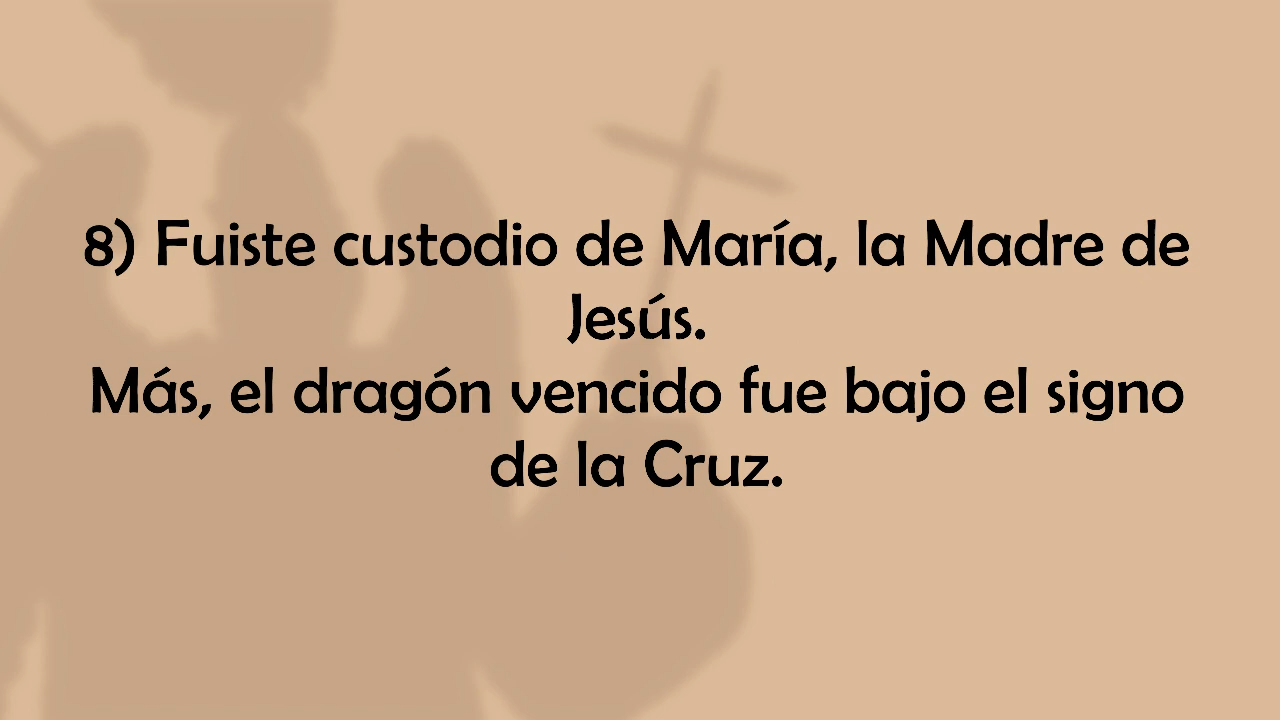 8) Fuiste custodio de María, la Madre de
Jesús.
Más, el dragón vencido fue bajo el signo
de la Cruz.